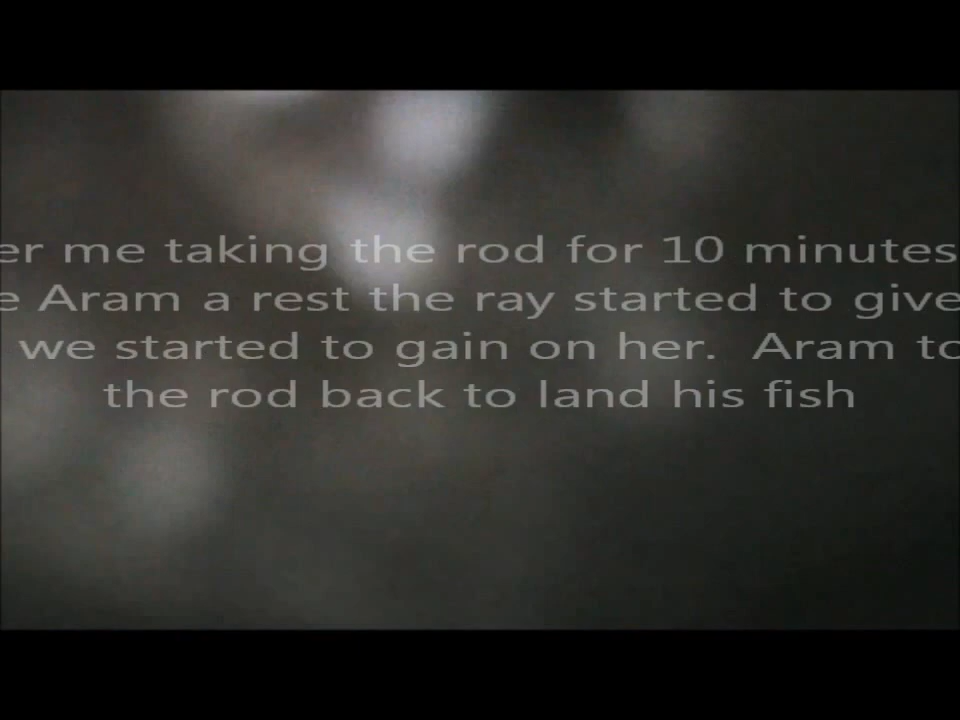 er me taking the rod for 10 minutes
e Aram a rest the ray started to give
we started to gain on her. Aram to
the rod back to land his fish